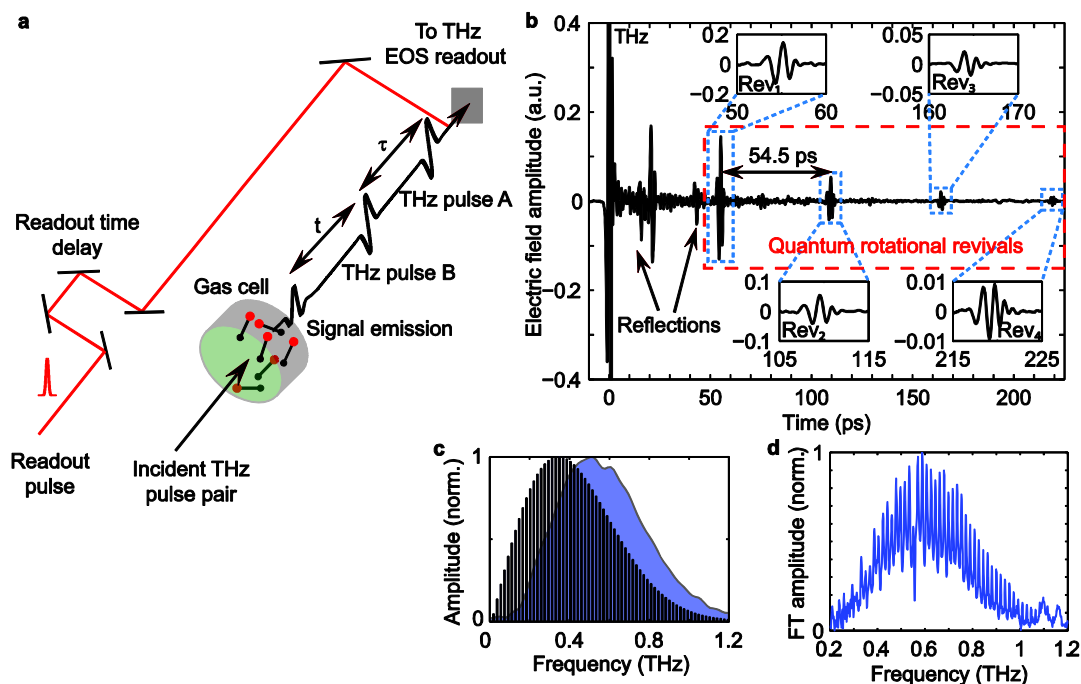 a
To THz
EOS readout
τ
THz pulse A
t
THz pulse B
Readout time
delay
Gas cell
Signal emission
Readout
pulse
Incident THz
pulse pair
b
Electric field amplitude (a.u.)
0.4
0.2
0
−0.2
−0.4
THz
0.2
0
−0.2
Rev1
50 60
0.05
0
−0.05
Rev3
160 170
54.5 ps
Quantum rotational revivals
Reflections
0.1
0
−0.1
Rev2
105 115
0.01
0
−0.01
Rev4
215 225
0 50 100 150 200
Time (ps)
c
Amplitude (norm.)
1
0
0 0.4 0.8 1.2
Frequency (THz)
d
FT amplitude (norm.)
1
0
0.2 0.4 0.6 0.8 1 1.2
Frequency (THz)